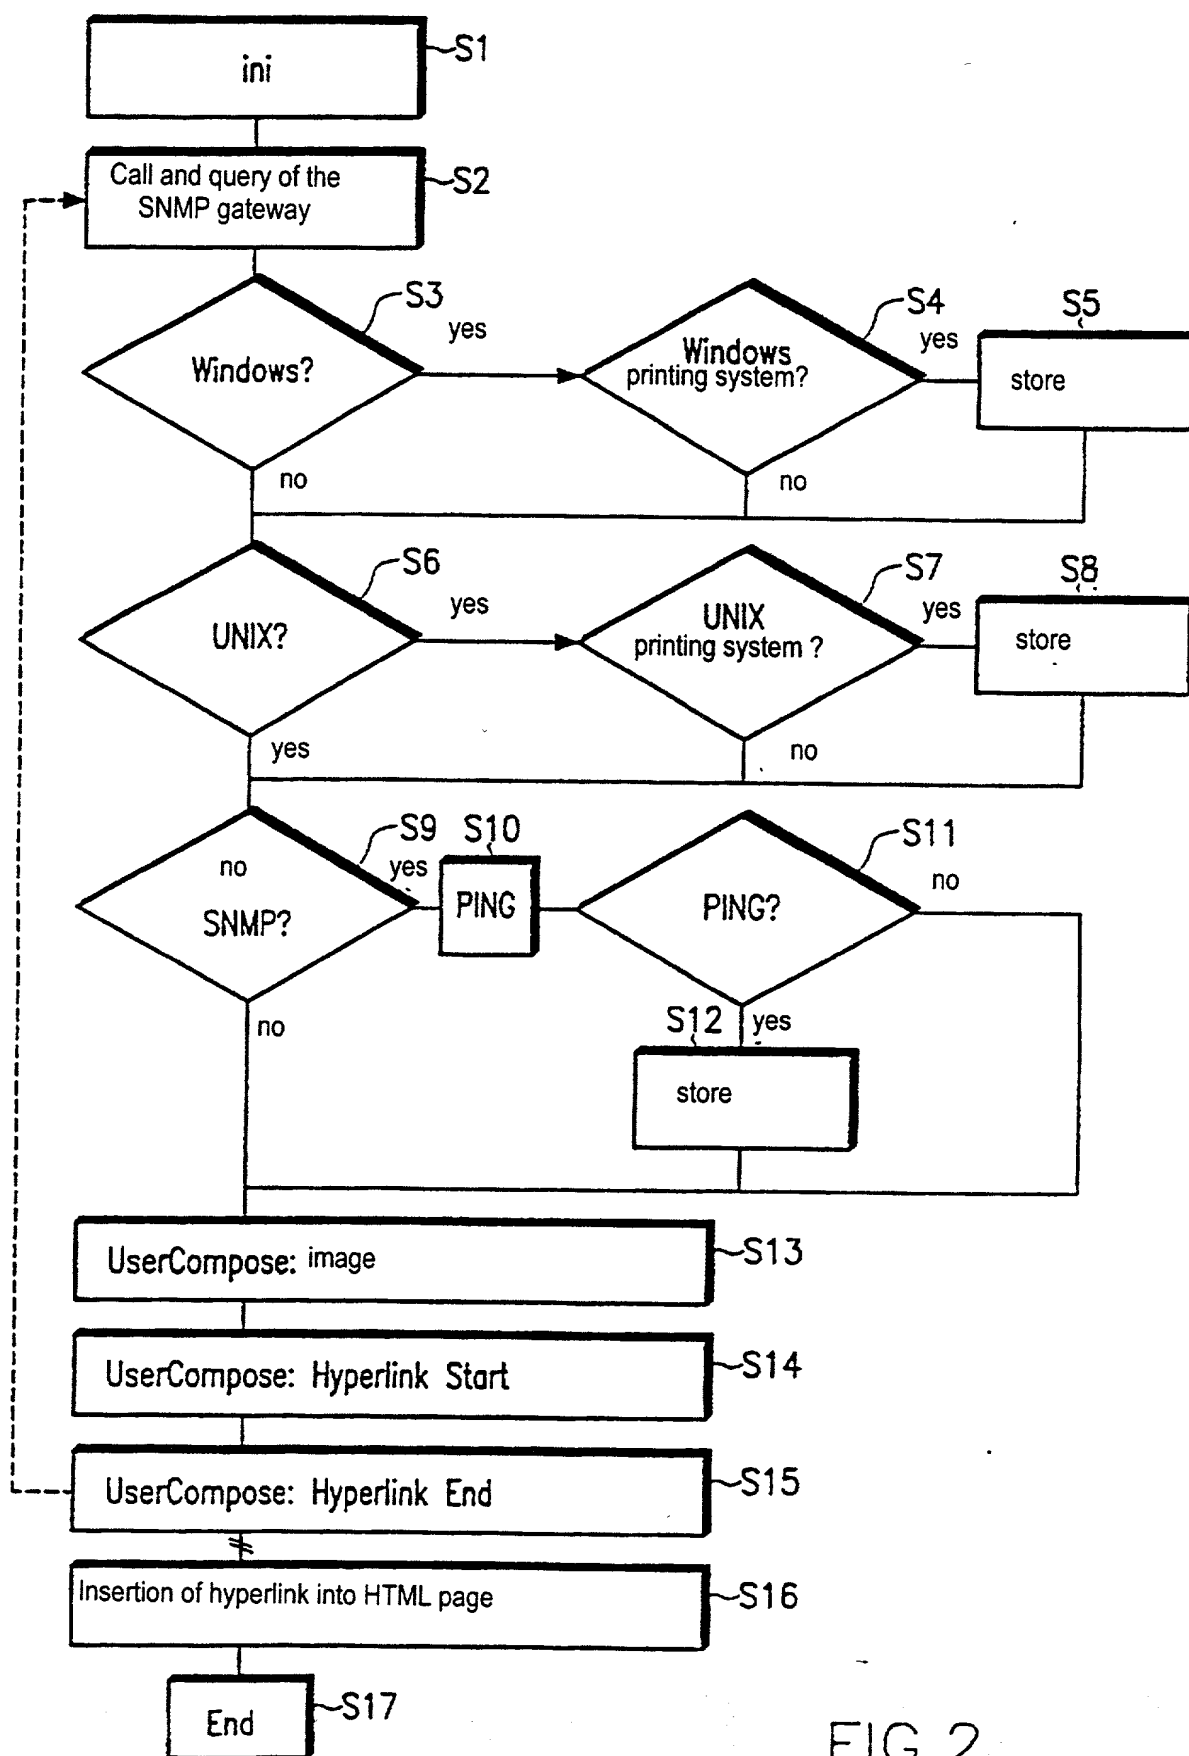 ini
S1
Call and query of the
SNMP gateway
S2
Windows?
S3
yes
no
Windows
printing system?
S4
yes
no
S5
store
UNIX?
S6
yes
yes
UNIX
printing system ?
S7
yes
no
S8
store
no
SNMP?
S9
yes
no
S10
PING
PING?
S11
no
yes
S12
store
UserCompose: image
S13
UserCompose: Hyperlink Start
S14
UserCompose: Hyperlink End
S15
Insertion of hyperlink into HTML page
S16
End
S17
FIG. 2